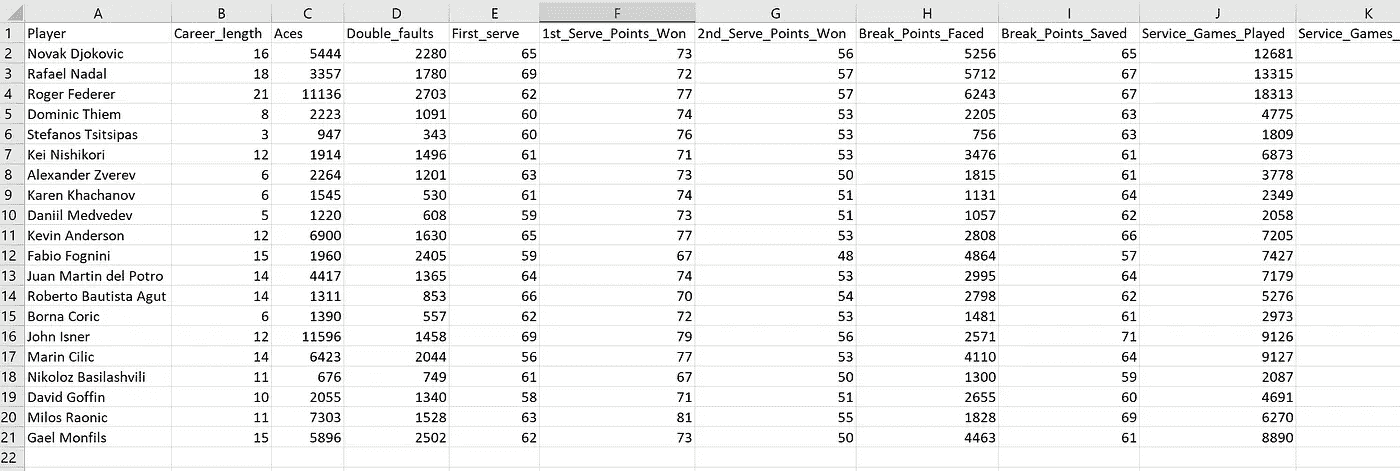 A B C D E F G H I J K
1 Player Career_length Aces Double_faults First_serve 1st_Serve_Points_Won 2nd_Serve_Points_Won Break_Points_Faced Break_Points_Saved Service_Games_Played Service_Games_
2 Novak Djokovic 16 5444 2280 65 73 56 5256 65 12681
3 Rafael Nadal 18 3357 1780 69 72 57 5712 67 13315
4 Roger Federer 21 11136 2703 62 77 57 6243 67 18313
5 Dominic Thiem 8 2223 1091 60 74 53 2205 63 4775
6 Stefanos Tsitsipas 3 947 343 60 76 53 756 63 1809
7 Kei Nishikori 12 1914 1496 61 71 53 3476 61 6873
8 Alexander Zverev 6 2264 1201 63 73 50 1815 61 3778
9 Karen Khachanov 6 1545 530 61 74 51 1131 64 2349
10 Daniil Medvedev 5 1220 608 59 73 51 1057 62 2058
11 Kevin Anderson 12 6900 1630 65 77 53 2808 66 7205
12 Fabio Fognini 15 1960 2405 59 67 48 4864 57 7427
13 Juan Martin del Potro 14 4417 1365 64 74 53 2995 64 7179
14 Roberto Bautista Agut 14 1311 853 66 70 54 2798 62 5276
15 Borna Coric 6 1390 557 62 72 53 1481 61 2973
16 John Isner 12 11596 1458 69 79 56 2571 71 9126
17 Marin Cilic 14 6423 2044 56 77 53 4110 64 9127
18 Nikoloz Basilashvili 11 676 749 61 67 50 1300 59 2087
19 David Goffin 10 2055 1340 58 71 51 2655 60 4691
20 Milos Raonic 11 7303 1528 63 81 55 1828 69 6270
21 Gael Monfils 15 5896 2502 62 73 50 4463 61 8890
22